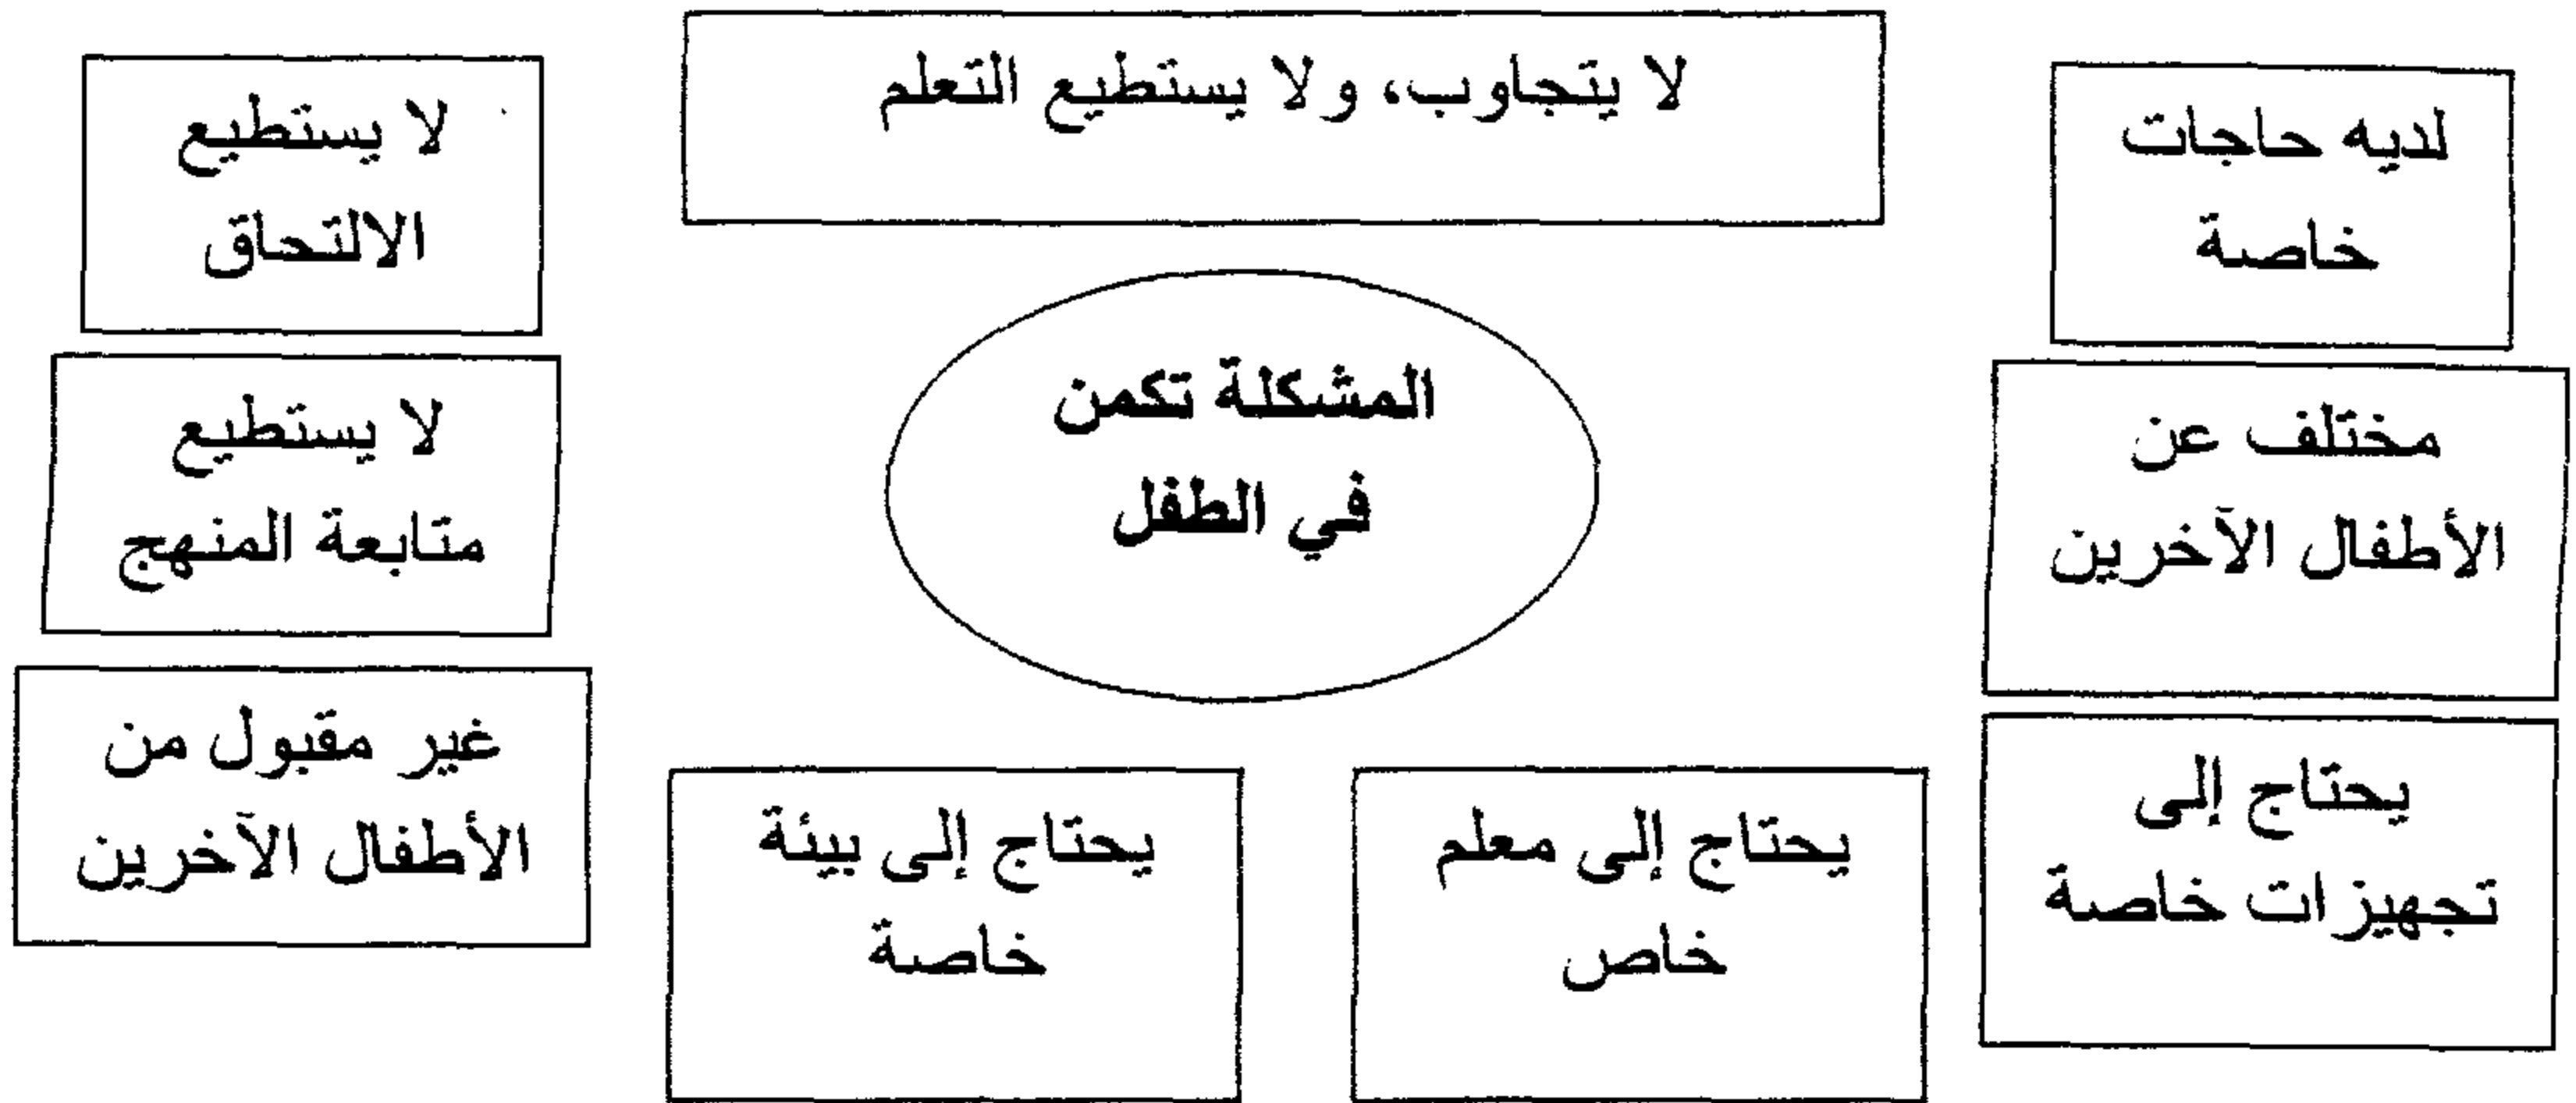 لا يتجاوب، ولا يستطيع التعلم
لديه حاجات
خاصة
مختلف عن
الأطفال الآخرين
يحتاج إلى
تجهيزات خاصة
المشكلة تكمن
في الطفل
لا يستطيع
الالتحاق
لا يستطيع
متابعة المنهج
غير مقبول من
الأطفال الآخرين
يحتاج إلى معلم
خاص
يحتاج إلى بيئة
خاصة